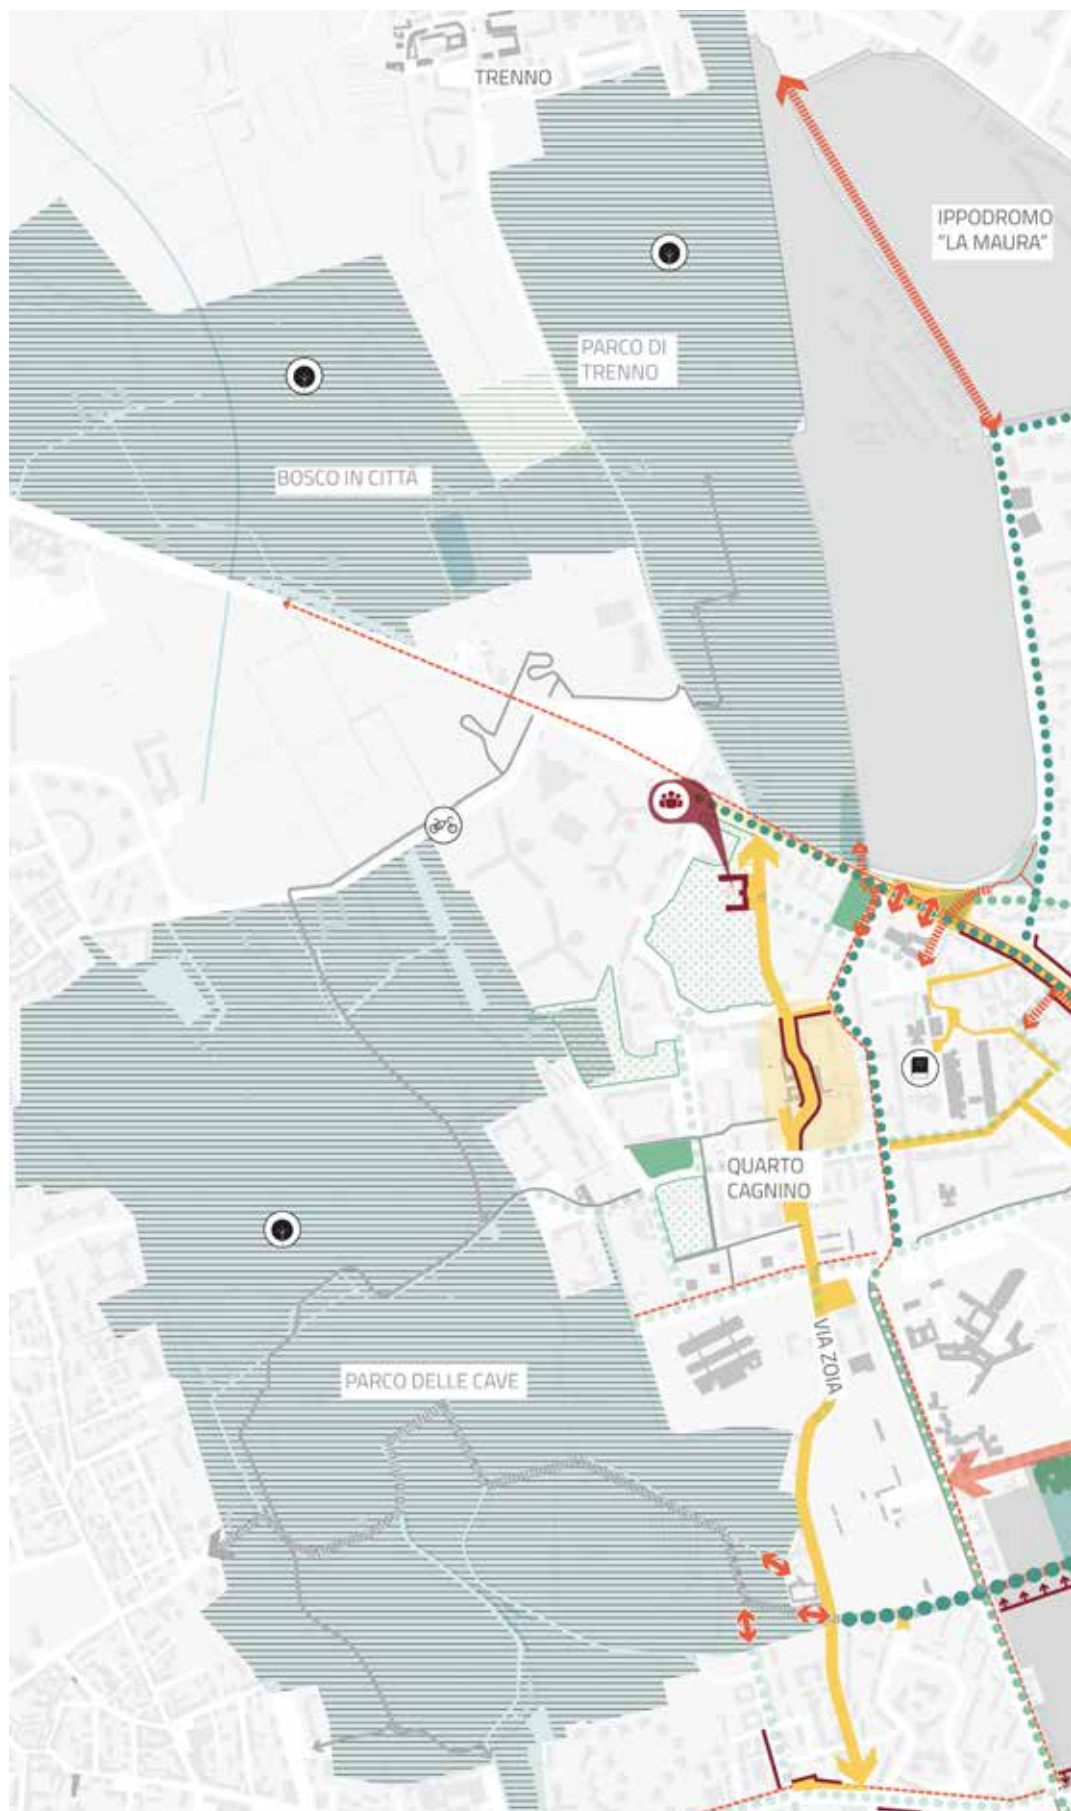 TRENNO
IPPODROMO
"LA MAURA"
PARCO DI
TRENNO
BOSCO IN CITTÀ
QUARTO
CAGNINO
VIA ZOIA
PARCO DELLE CAVE